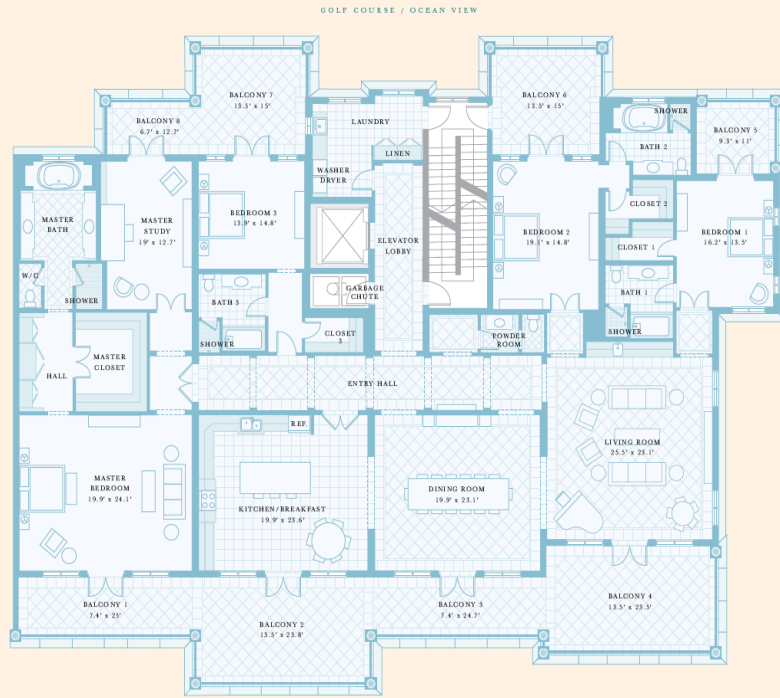 GOLF COURSE / OCEAN VIEW
BALCONY 7
13.5' x 15'
BALCONY 6
13.5' x 15'
BALCONY 8
6.7' x 12.7'
LAUNDRY
LINEN
WASHER
DRYER
SHOWER
BATH 2
BALCONY 5
9.3' x 11'
MASTER
BATH
MASTER
STUDY
19' x 12.7'
BEDROOM 3
13.9' x 14.8'
ELEVATOR
LOBBY
BEDROOM 2
19.1' x 14.8'
CLOSET 2
CLOSET 1
BEDROOM 1
16.2' x 13.5'
W/C
SHOWER
BATH 3
GARBAGE
CHUTE
BATH 1
SHOWER
CLOSET
3
POWDER
ROOM
SHOWER
HALL
MASTER
CLOSET
ENTRY HALL
REF.
LIVING ROOM
25.5' x 23.1'
MASTER
BEDROOM
19.9' x 24.1'
KITCHEN/BREAKFAST
19.9' x 23.6'
DINING ROOM
19.9' x 23.1'
BALCONY 1
7.4' x 25'
BALCONY 2
13.5' x 23.8'
BALCONY 3
7.4' x 24.7'
BALCONY 4
13.5' x 23.5'